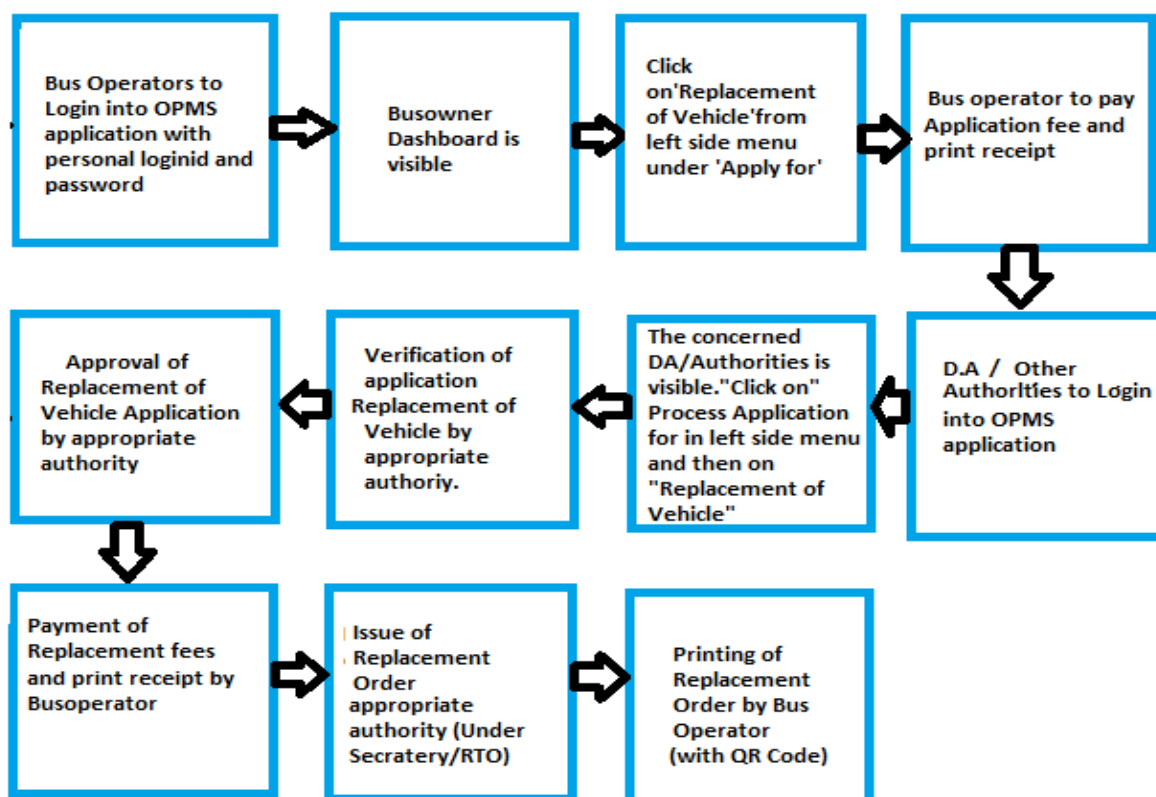 Bus Operators to
Login into OPMS
application with
personal loginid and
password
Busowner
Dashboard is
visible
Click
on'Replacement
of Vehicle'from
left side menu
under 'Apply for'
Bus operator to pay
Application fee and
print receipt
D.A / Other
Authorities to Login
into OPMS
application
The concerned
DA/Authorities is
visible."Click on"
Process Application
for in left side menu
and then on
"Replacement of
Vehicle"
Verification of
application
Replacement of
Vehicle by
appropriate
authoriy.
Approval of
Replacement of
Vehicle Application
by appropriate
authority
Payment of
Replacement fees
and print receipt by
Busoperator
Issue of
Replacement
Order
appropriate
authority (Under
Secratery/RTO)
Printing of
Replacement
Order by Bus
Operator
(with QR Code)